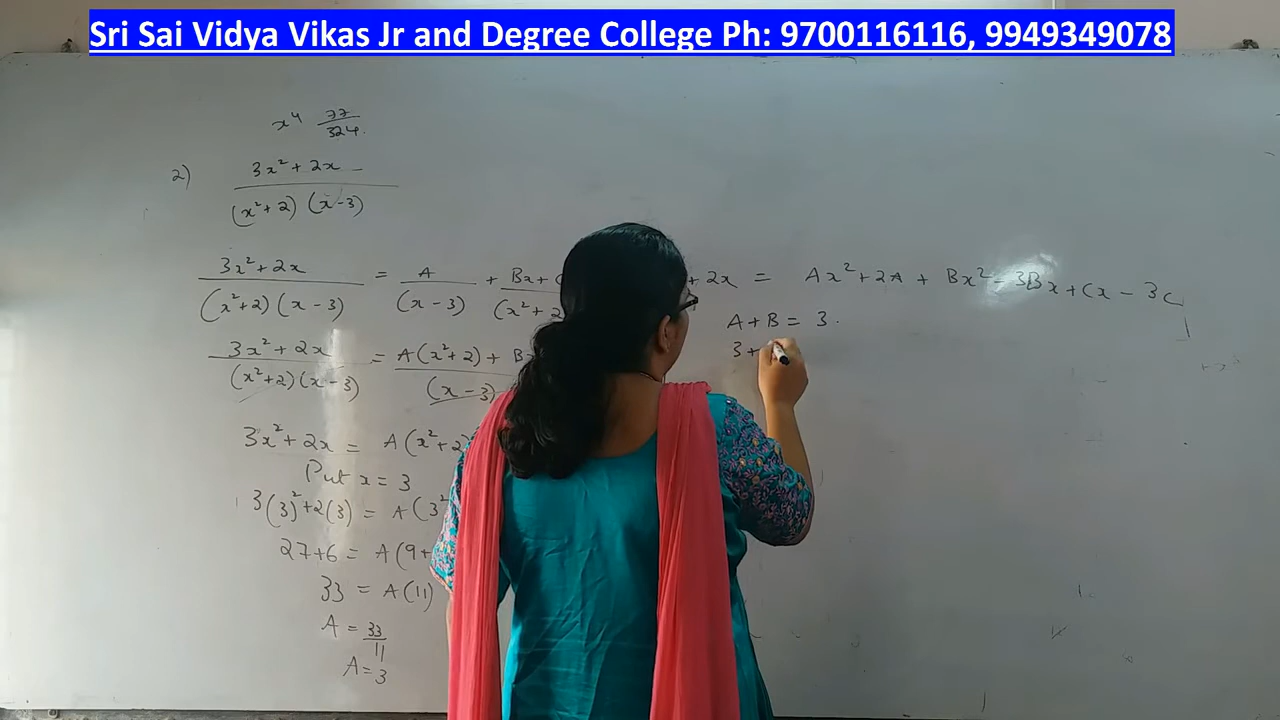 Sri Sai Vidya Vikas Jr and Degree College Ph: 9700116116, 9949349078
x⁴ 77/324
2) 3x² + 2x / (x²+2) (x-3)
3x² + 2x / (x²+2) (x-3) = A / (x-3) + Bx+ / (x²+2
3x² + 2x / (x²+2) (x-3) = A(x²+2) + B / (x-3)
3x² + 2x = A(x²+2
Put x = 3
3(3)² + 2(3) = A(3²
27+6 = A(9+
33 = A(11)
A = 33/11
A = 3
+ 2x = Ax² + 2A + Bx² - 3Bx + Cx - 3C
A + B = 3.
3+